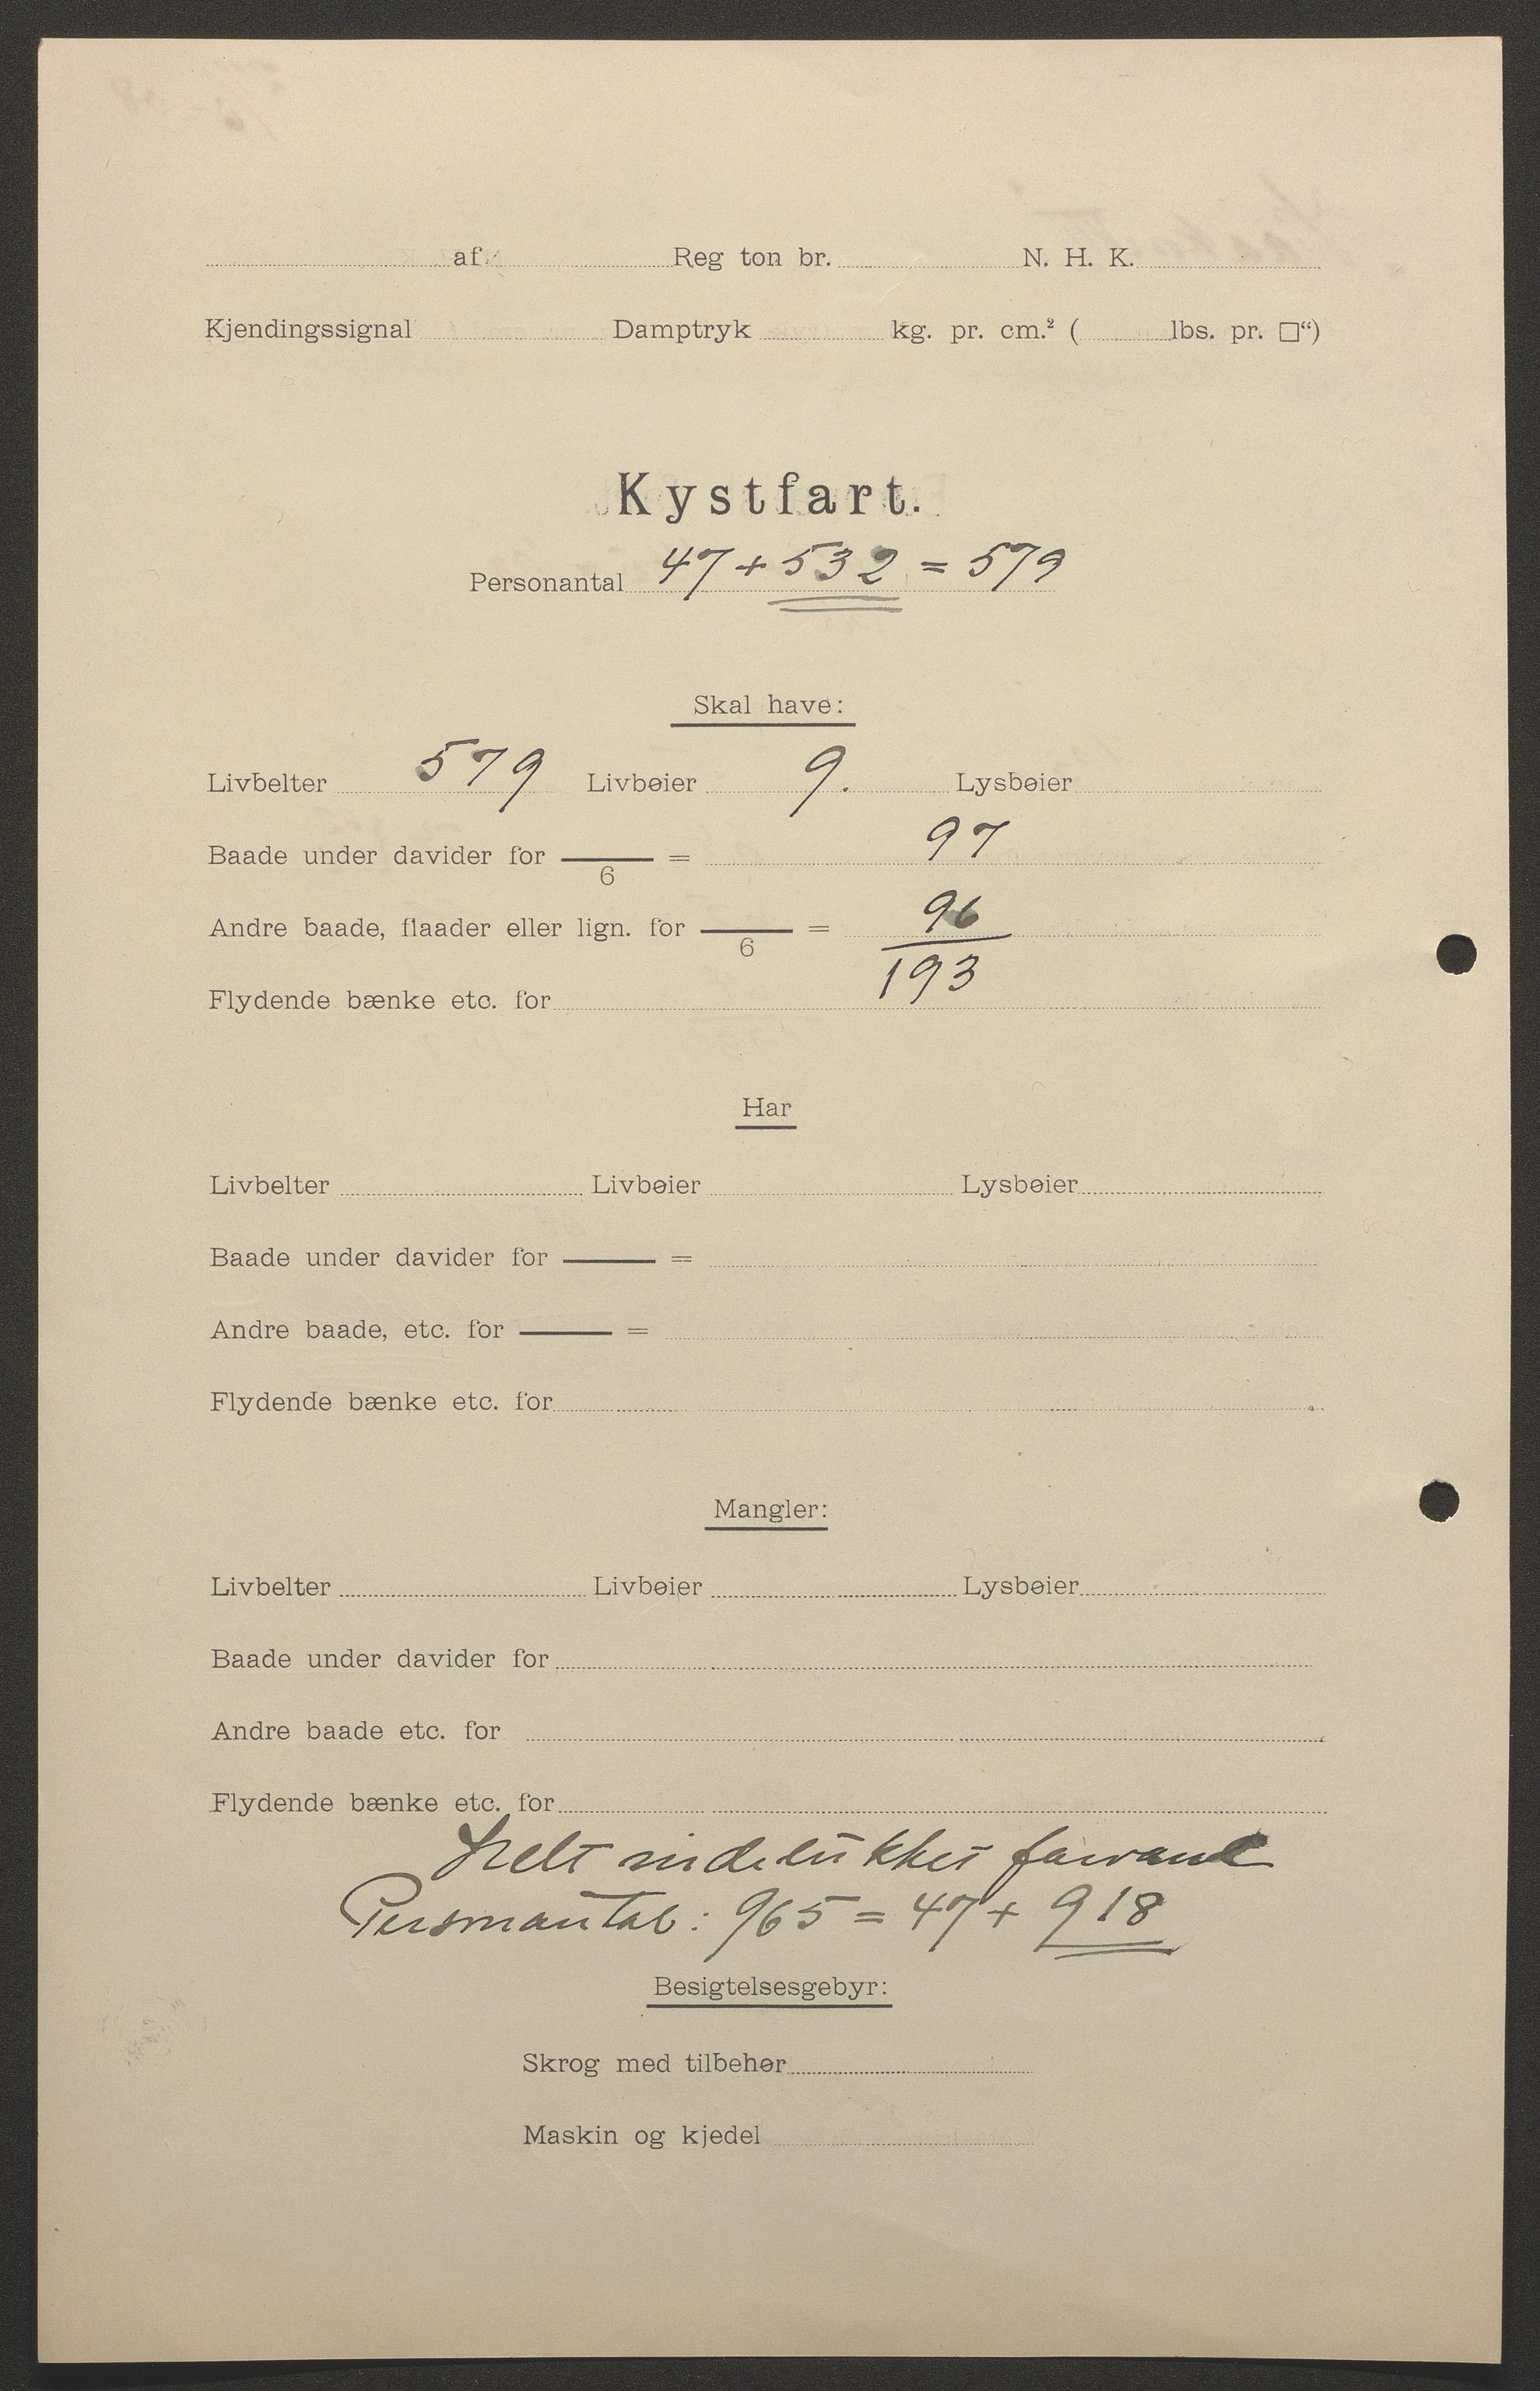 af Reg ton br. N. H. K.
Kjendingssignal Damptryk kg. pr. cm.² ( lbs. pr. □“)
Kystfart.
Personantal 47 + 532 = 579
Skal have:
Livbelter 579 Livbøier 9. Lysbøier
Baade under davider for 6 = 97
Andre baade, flaader eller lign. for 6 = 96
193
Flydende bænke etc. for
Har
Livbelter Livbøier Lysbøier
Baade under davider for =
Andre baade, etc. for =
Flydende bænke etc. for
Mangler:
Livbelter Livbøier Lysbøier
Baade under davider for
Andre baade etc. for
Flydende bænke etc. for
Helt indelukket farvand
Personantal: 965 = 47 + 918
Besigtelsesgebyr:
Skrog med tilbehør
Maskin og kjedel